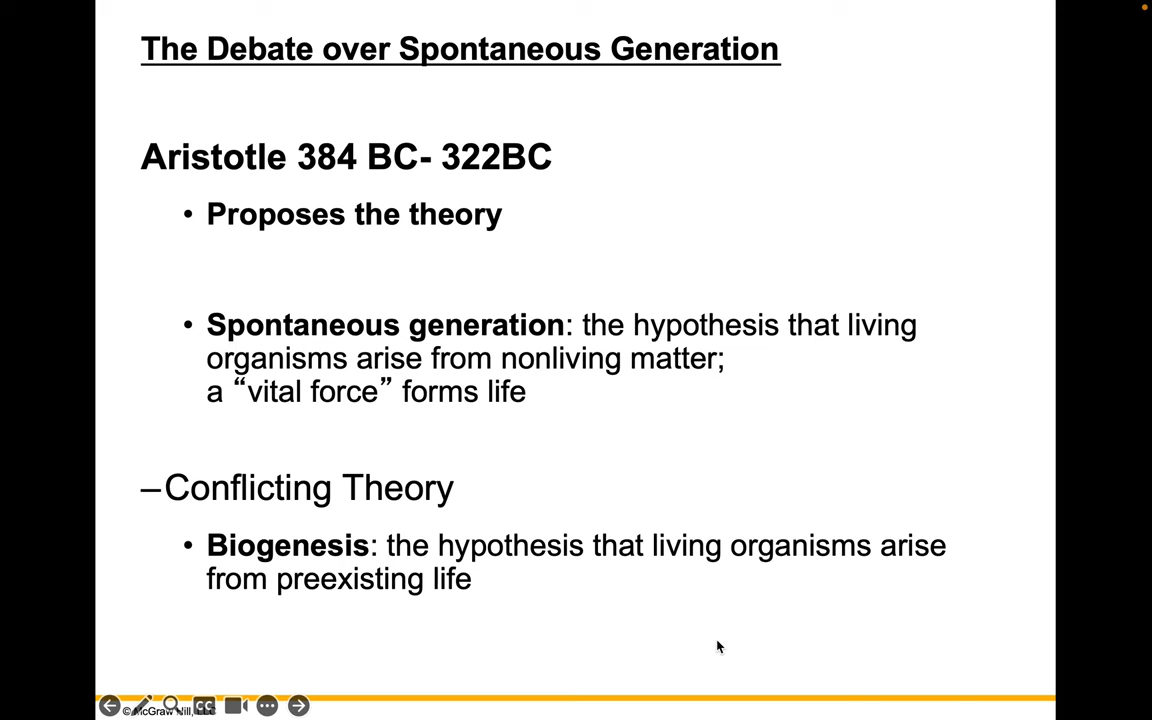 The Debate over Spontaneous Generation
Aristotle 384 BC- 322BC
• Proposes the theory
• Spontaneous generation: the hypothesis that living
organisms arise from nonliving matter;
a “vital force” forms life
–Conflicting Theory
• Biogenesis: the hypothesis that living organisms arise
from preexisting life
CC
©McGraw Hill, LLC